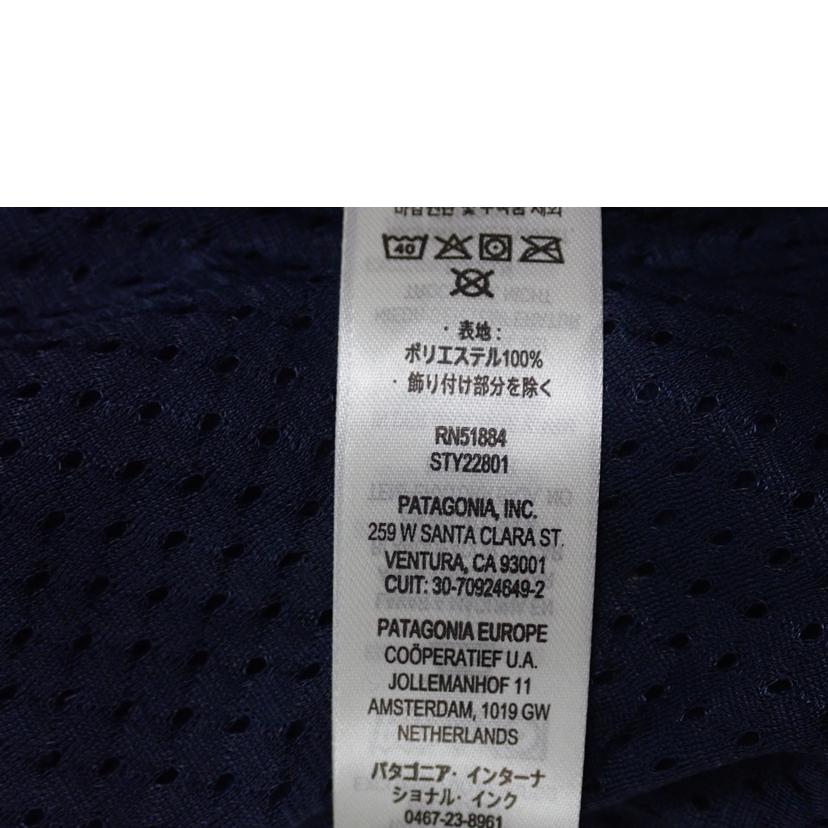 40
・表地：
ポリエステル100%
・飾り付け部分を除く
RN51884
STY22801
PATAGONIA, INC.
259 W SANTA CLARA ST.
VENTURA, CA 93001
CUIT: 30-70924649-2
PATAGONIA EUROPE
COÖPERATIEF U.A.
JOLLEMANHOF 11
AMSTERDAM, 1019 GW
NETHERLANDS
パタゴニア・インターナ
ショナル・インク
0467-23-8961